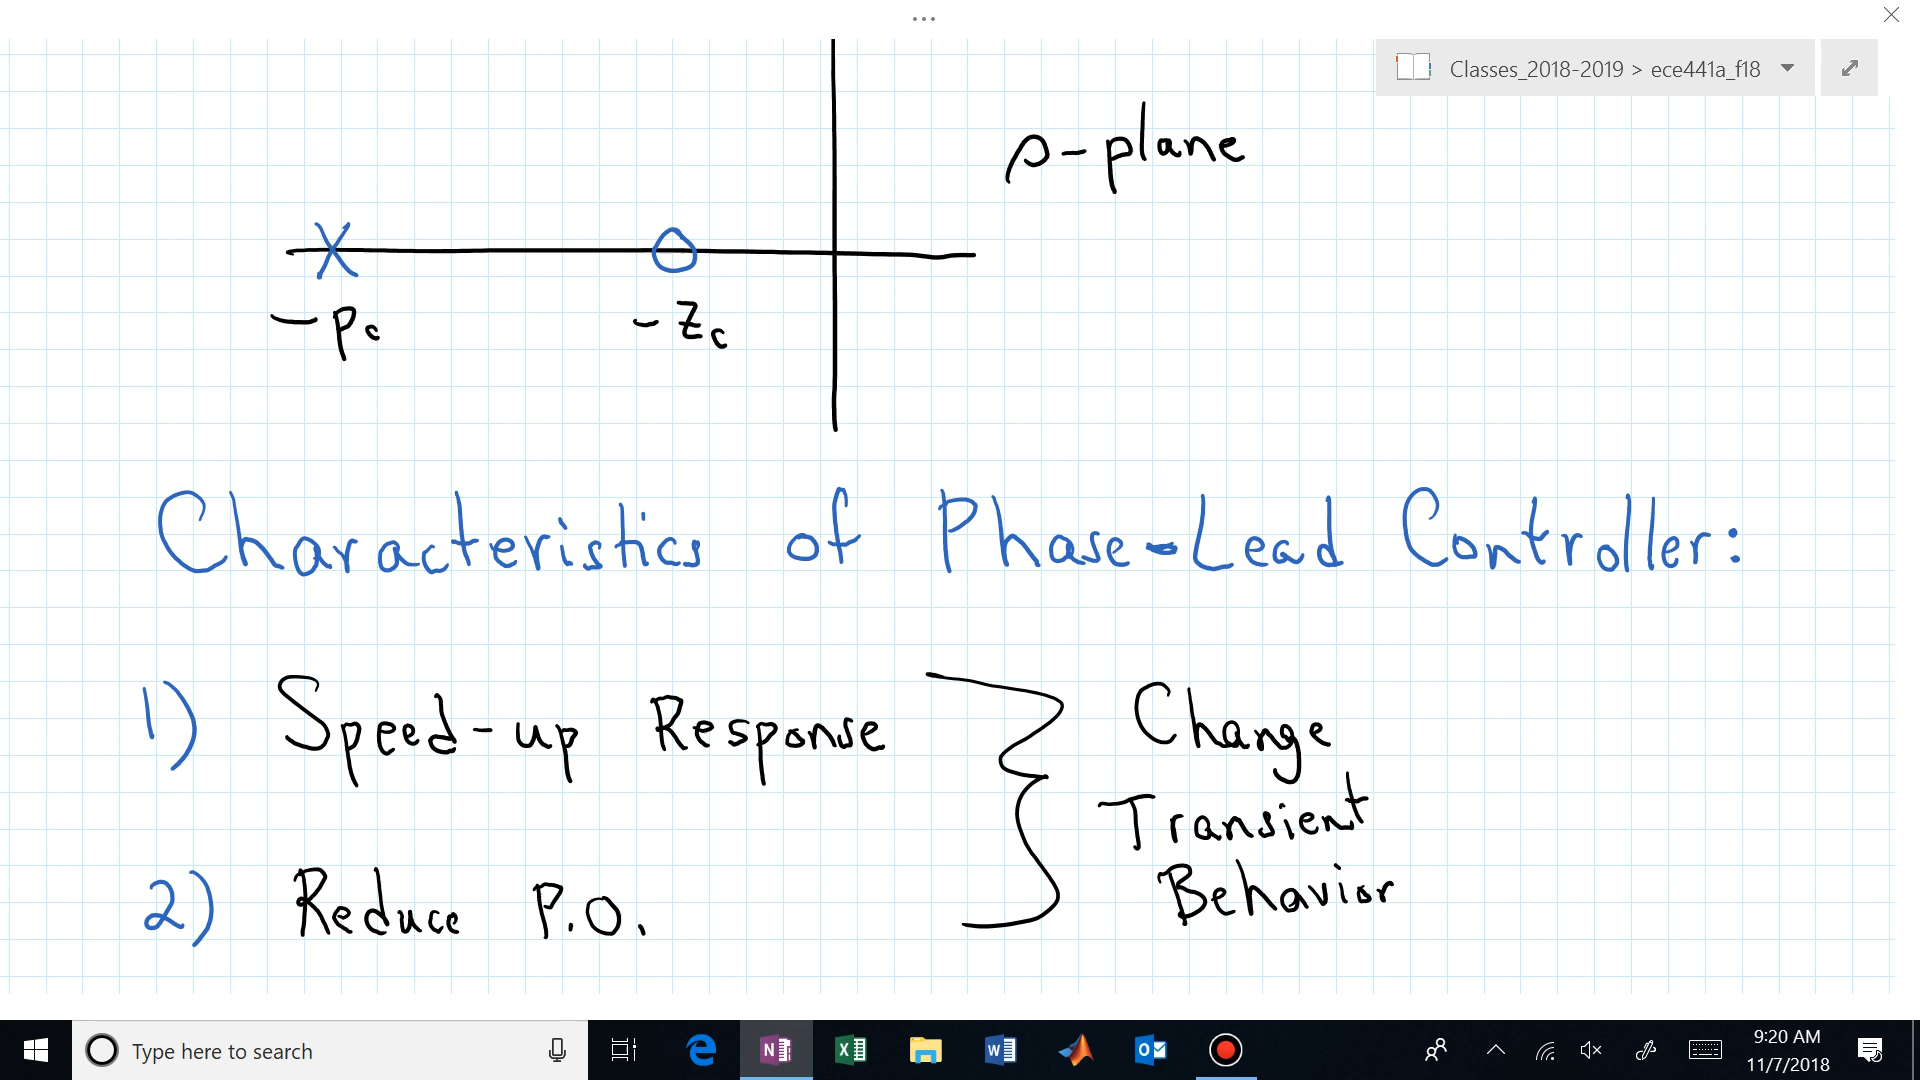 Classes_2018-2019 > ece441a_f18
s-plane
-pc
-zc
Characteristics of Phase-Lead Controller:
1) Speed-up Response
Change
Transient
Behavior
2) Reduce P.O.
Type here to search
9:20 AM
11/7/2018